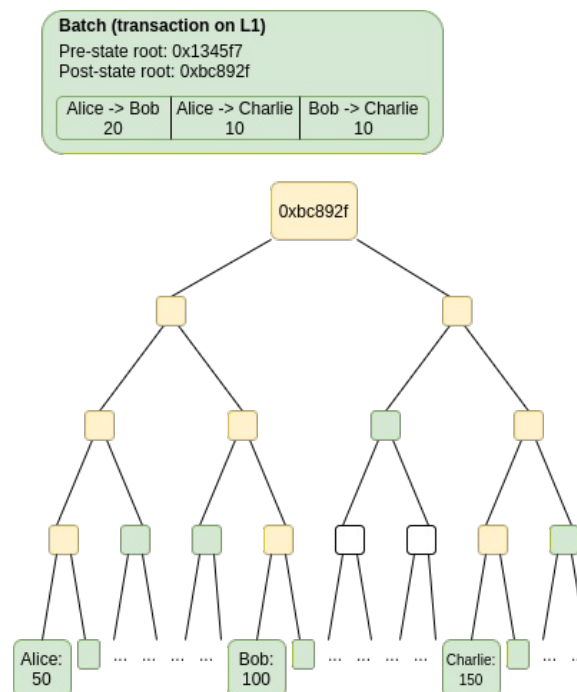 Batch (transaction on L1)
Pre-state root: 0x1345f7
Post-state root: 0xbc892f
Alice -> Bob
20
Alice -> Charlie
10
Bob -> Charlie
10
0xbc892f
... ... ... ... ... ... ... ... ... ...
Alice:
50
Bob:
100
Charlie:
150